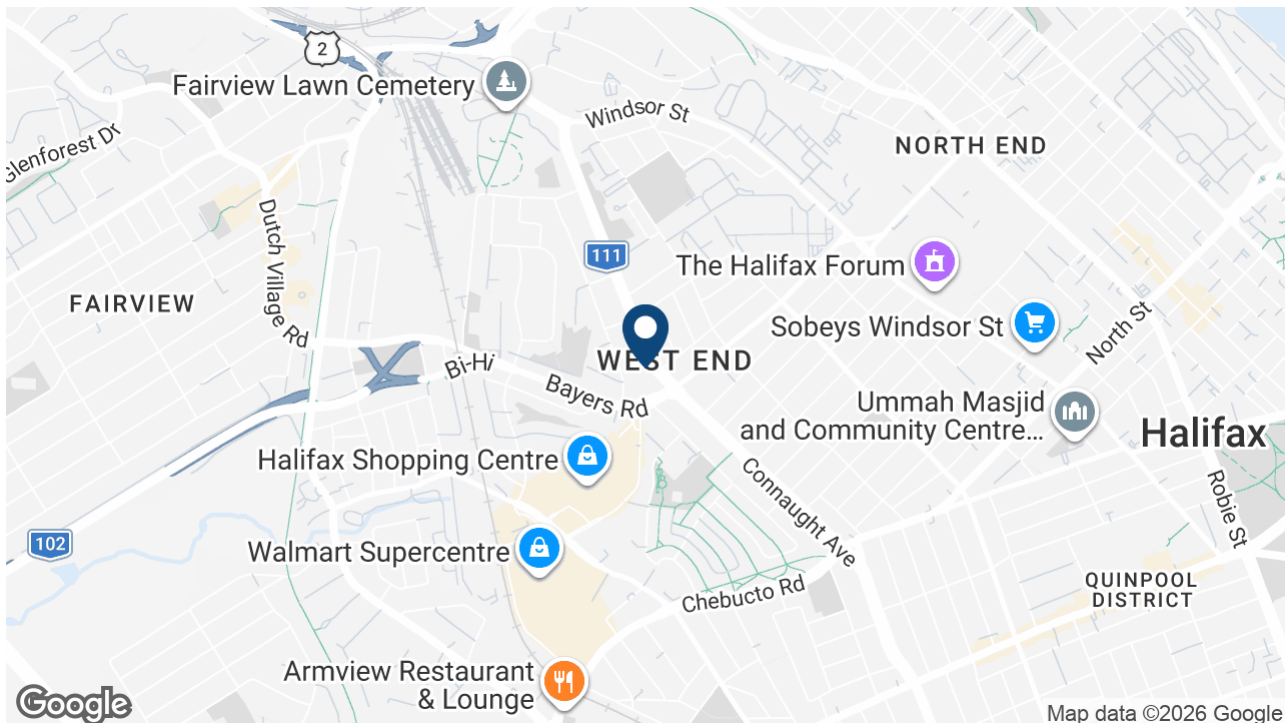 2
Fairview Lawn Cemetery
Windsor St
Glenforest Dr
NORTH END
Dutch Village Rd
111
The Halifax Forum
FAIRVIEW
Sobeys Windsor St
North St
WEST END
Bi-Hi
Bayers Rd
Ummah Masjid
and Community Centre...
Halifax
Halifax Shopping Centre
Connaught Ave
Robie St
102
Walmart Supercentre
Chebucto Rd
QUINPOOL
DISTRICT
Armview Restaurant
& Lounge
Google
Map data ©2026 Google